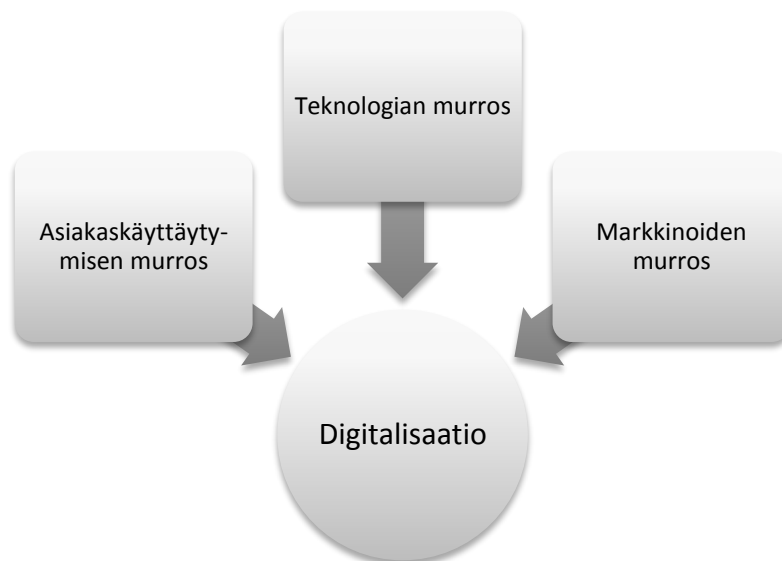 Teknologian murros
Asiakaskäyttäyty-
misen murros
Markkinoiden
murros
Digitalisaatio